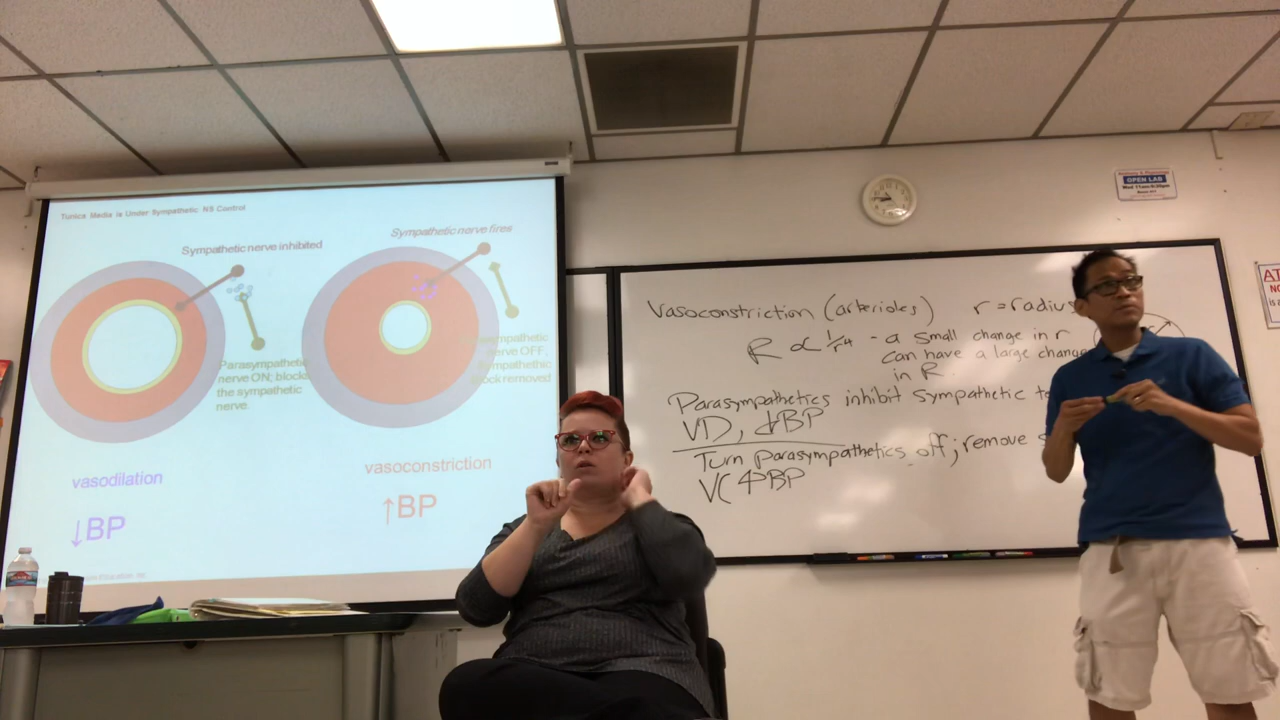 Tunica Media is Under Sympathetic NS Control
Sympathetic nerve inhibited
Sympathetic nerve fires
Parasympathetic
nerve ON; blocks
the sympathetic
nerve.
nerve OFF,
removed
vasodilation
↓BP
vasoconstriction
↑BP
Vasoconstriction (arterioles) r = radius
R ∝ 1/r⁴ - a small change in r
can have a large change
in R.
Parasympathetics inhibit sympathetic
VD, ↓BP
Turn parasympathetics off; remove
VC ↑BP
OPEN LAB